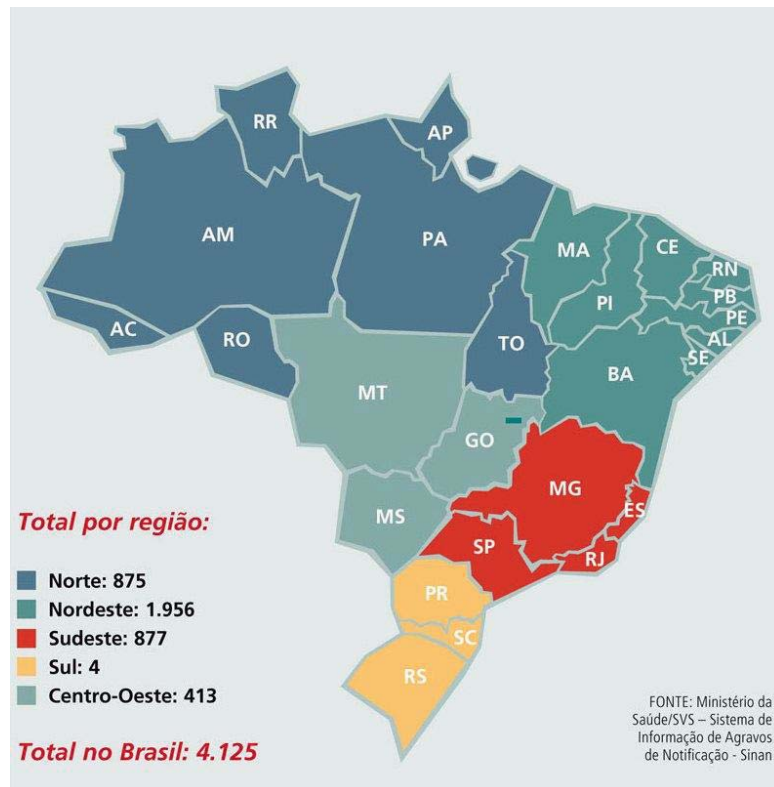 RR
AP
AM
PA
MA
CE
RN
PB
PE
AL
SE
PI
AC
RO
TO
BA
MT
GO
MG
ES
MS
SP
RJ
PR
SC
RS
Total por região:
Norte: 875
Nordeste: 1.956
Sudeste: 877
Sul: 4
Centro-Oeste: 413
Total no Brasil: 4.125
FONTE: Ministério da
Saúde/SVS – Sistema de
Informação de Agravos
de Notificação - Sinan